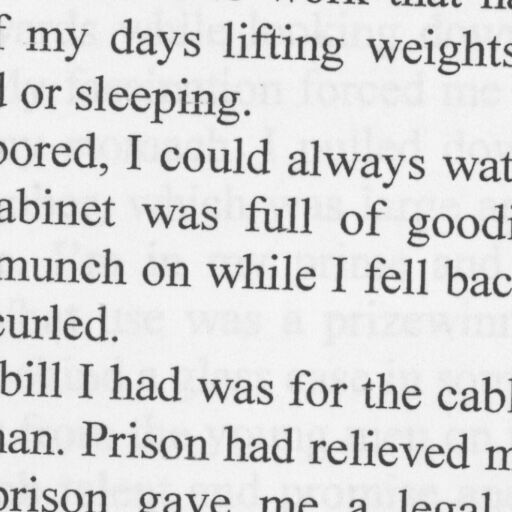 work that ha
f my days lifting weights
d or sleeping.
bored, I could always wat
abinet was full of goodi
munch on while I fell bac
curled.
bill I had was for the cabl
nan. Prison had relieved m
prison gave me a legal